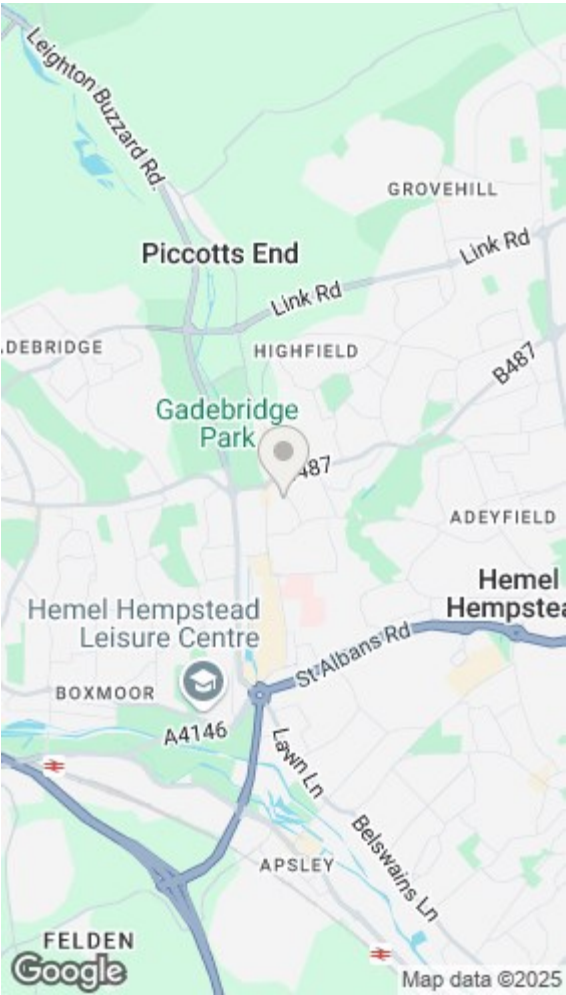 Leighton Buzzard Rd.
GROVEHILL
Link Rd
Piccotts End
Link Rd
ADEBRIDGE
HIGHFIELD
B487
Gadebridge
Park
487
ADEYFIELD
Hemel
Hempstea
Hemel Hempstead
Leisure Centre
St Albans Rd
BOXMOOR
A4146
Lawn Ln
Belswains Ln
APSLEY
FELDEN
Google
Map data ©2025